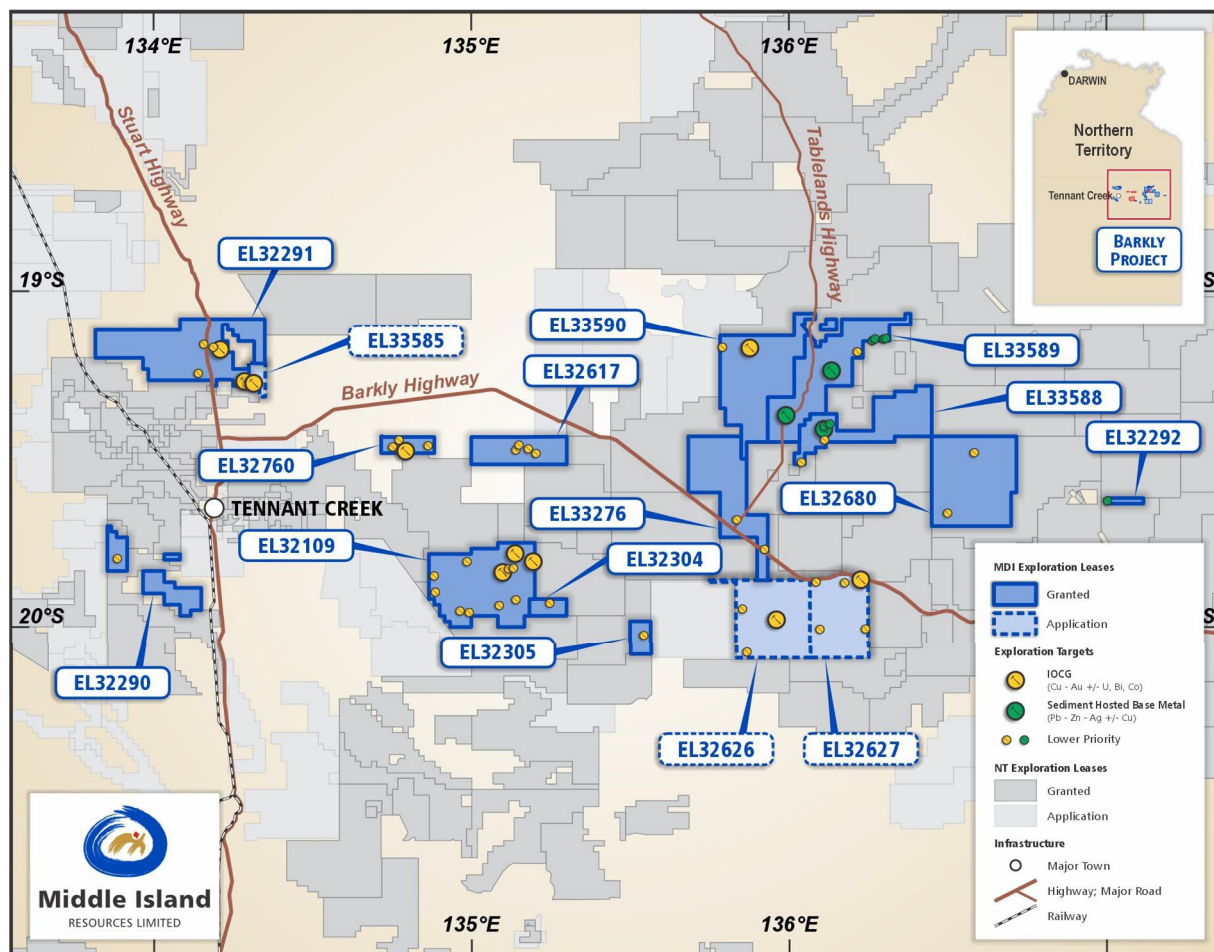 134°E
135°E
136°E
Stuart Highway
Tablelands Highway
DARWIN
Northern
Territory
Tennant Creek
BARKLY
PROJECT
19°S
S
EL32291
EL33585
EL33590
EL33589
EL32617
Barkly Highway
EL33588
EL32292
EL32760
EL32680
TENNANT CREEK
EL33276
EL32109
EL32304
20°S
S
EL32305
EL32290
EL32626
EL32627
MDI Exploration Leases
Granted
Application
Exploration Targets
IOCG
(Cu - Au +/- U, Bi, Co)
Sediment Hosted Base Metal
(Pb - Zn - Ag +/- Cu)
Lower Priority
NT Exploration Leases
Granted
Application
Infrastructure
Major Town
Highway; Major Road
Railway
Middle Island
RESOURCES LIMITED
135°E
136°E